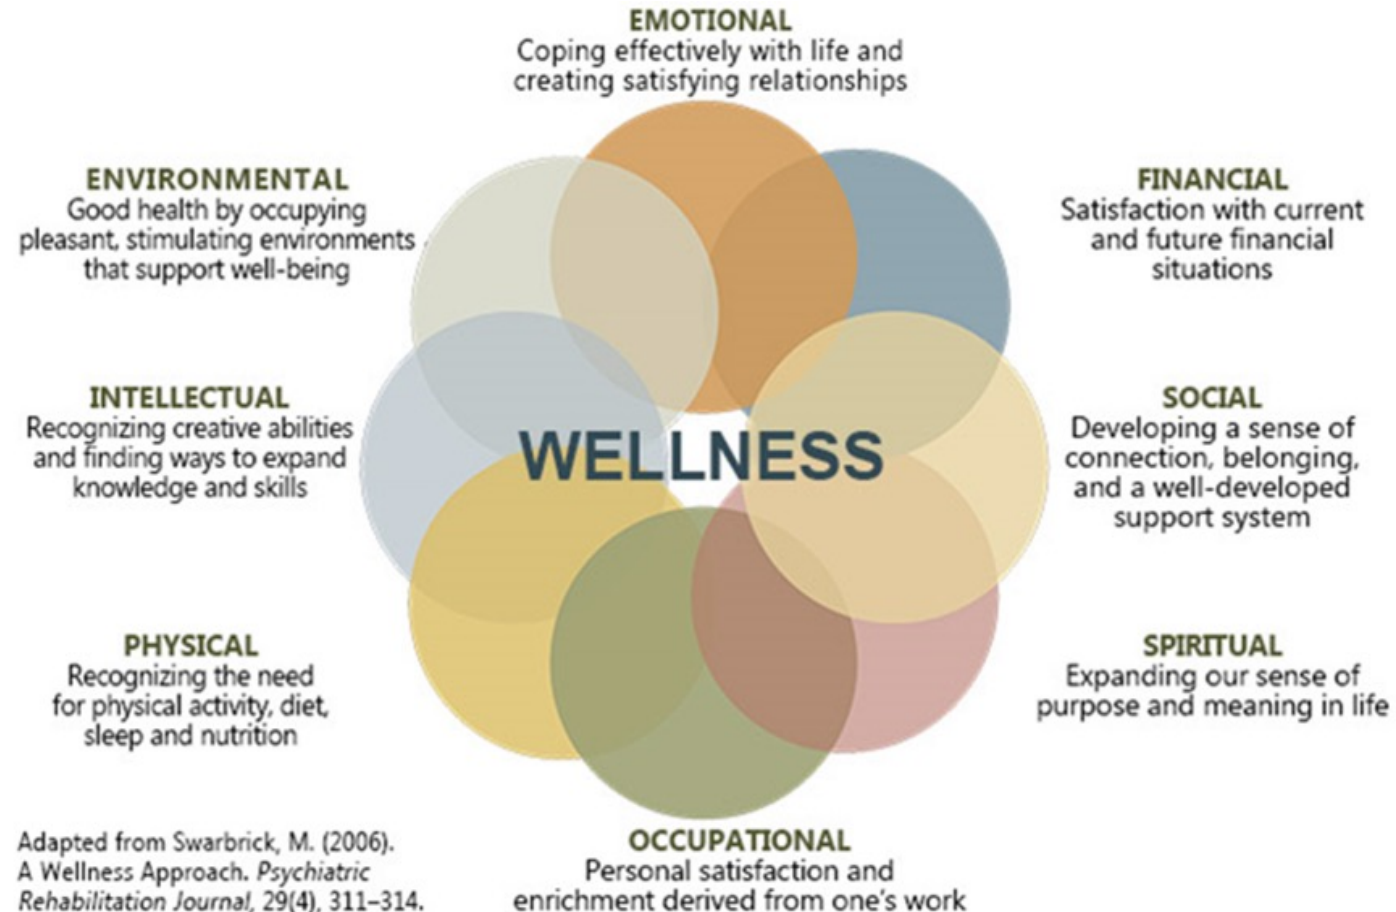 EMOTIONAL
Coping effectively with life and
creating satisfying relationships
ENVIRONMENTAL
Good health by occupying
pleasant, stimulating environments
that support well-being
FINANCIAL
Satisfaction with current
and future financial
situations
INTELLECTUAL
Recognizing creative abilities
and finding ways to expand
knowledge and skills
WELLNESS
SOCIAL
Developing a sense of
connection, belonging,
and a well-developed
support system
PHYSICAL
Recognizing the need
for physical activity, diet,
sleep and nutrition
SPIRITUAL
Expanding our sense of
purpose and meaning in life
OCCUPATIONAL
Personal satisfaction and
enrichment derived from one's work
Adapted from Swarbrick, M. (2006).
A Wellness Approach. Psychiatric
Rehabilitation Journal, 29(4), 311–314.